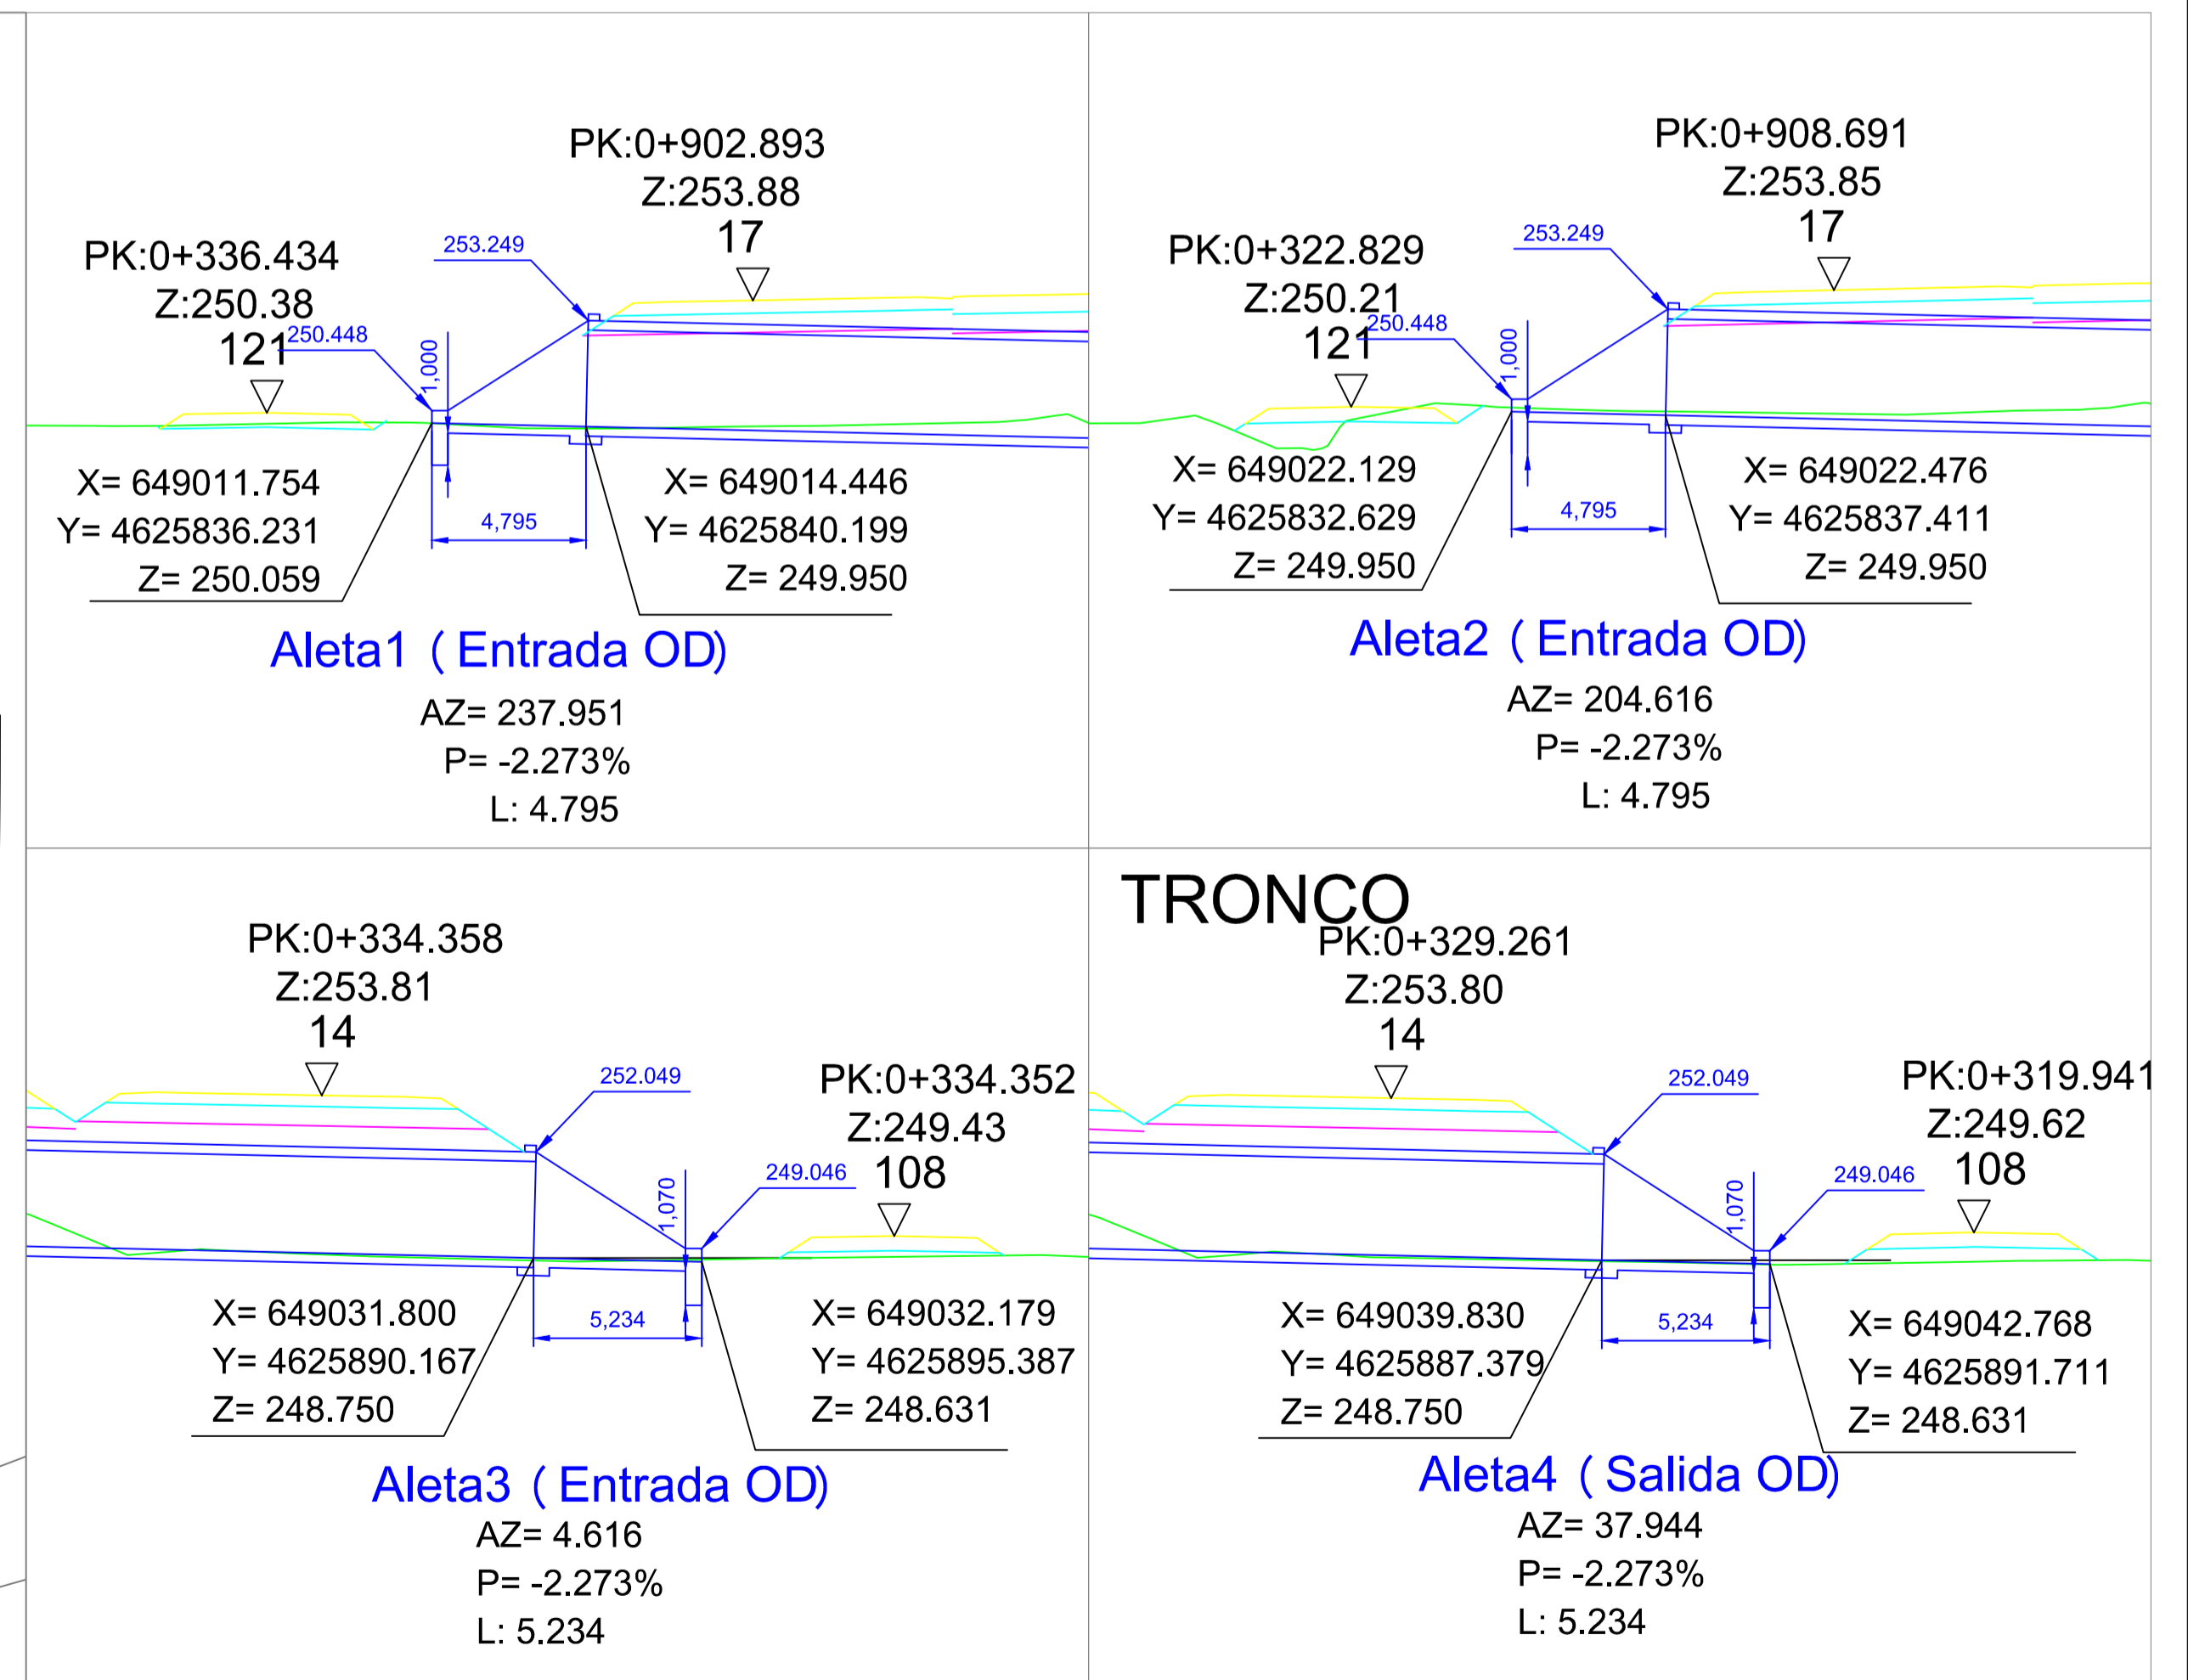 PK:0+902.893
Z:253.88
17
253.249
PK:0+336.434
Z:250.38
121
250.448
1,000
X= 649011.754
Y= 4625836.231
Z= 250.059
4,795
X= 649014.446
Y= 4625840.199
Z= 249.950
Aleta1 ( Entrada OD)
AZ= 237.951
P= -2.273%
L: 4.795
PK:0+908.691
Z:253.85
17
253.249
PK:0+322.829
Z:250.21
121
250.448
1,000
X= 649022.129
Y= 4625832.629
Z= 249.950
4,795
X= 649022.476
Y= 4625837.411
Z= 249.950
Aleta2 ( Entrada OD)
AZ= 204.616
P= -2.273%
L: 4.795
PK:0+334.358
Z:253.81
14
252.049
PK:0+334.352
Z:249.43
108
249.046
1,070
X= 649031.800
Y= 4625890.167
Z= 248.750
5,234
X= 649032.179
Y= 4625895.387
Z= 248.631
Aleta3 ( Entrada OD)
AZ= 4.616
P= -2.273%
L: 5.234
TRONCO
PK:0+329.261
Z:253.80
14
252.049
PK:0+319.941
Z:249.62
108
249.046
1,070
X= 649039.830
Y= 4625887.379
Z= 248.750
5,234
X= 649042.768
Y= 4625891.711
Z= 248.631
Aleta4 ( Salida OD)
AZ= 37.944
P= -2.273%
L: 5.234